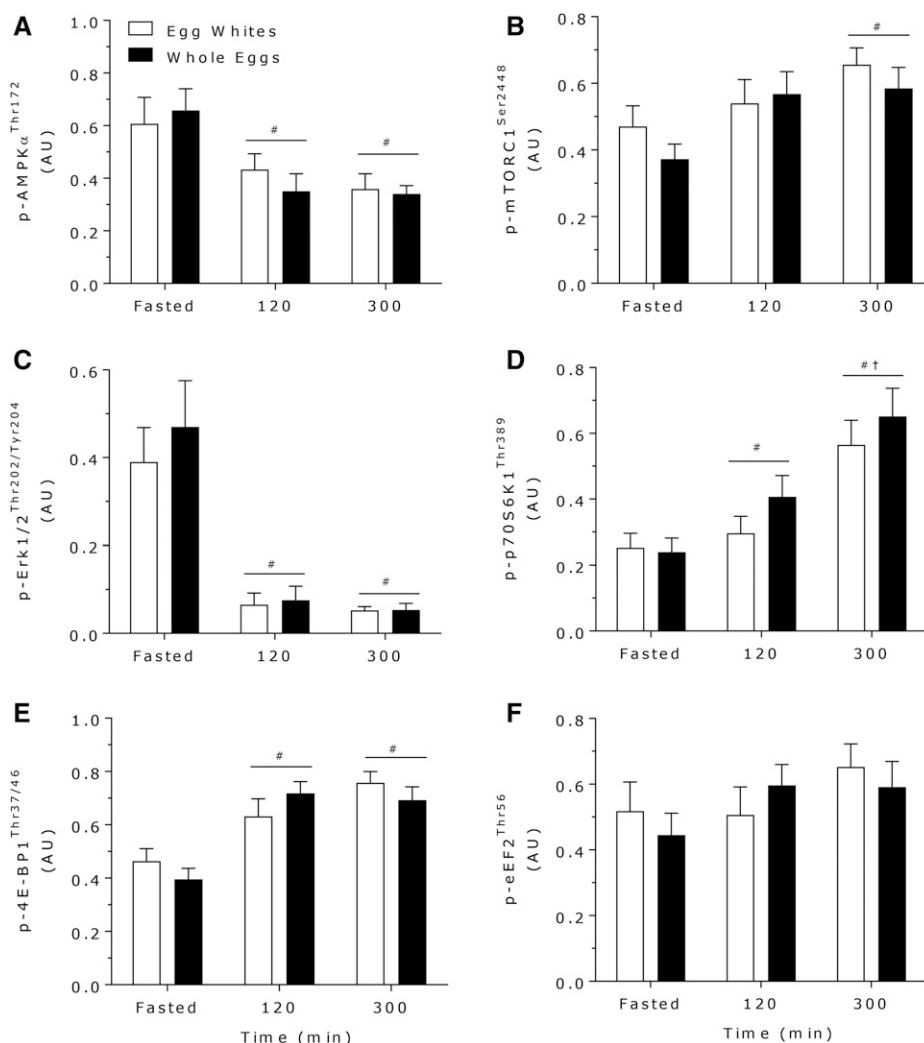 A
Egg Whites
Whole Eggs
p-AMPKα Thr172
(AU)
1.0
0.8
0.6
0.4
0.2
0.0
#
#
Fasted 120 300
B
p-mTORC1 Ser2448
(AU)
0.8
0.6
0.4
0.2
0.0
#
Fasted 120 300
C
p-Erk1/2 Thr202/Tyr204
(AU)
0.6
0.4
0.2
0.0
#
#
Fasted 120 300
D
p-p70S6K1 Thr389
(AU)
0.8
0.6
0.4
0.2
0.0
#
# †
Fasted 120 300
E
p-4E-BP1 Thr37/46
(AU)
1.0
0.8
0.6
0.4
0.2
0.0
#
#
Fasted 120 300
Time (min)
F
p-eEF2 Thr56
(AU)
0.8
0.6
0.4
0.2
0.0
Fasted 120 300
Time (min)